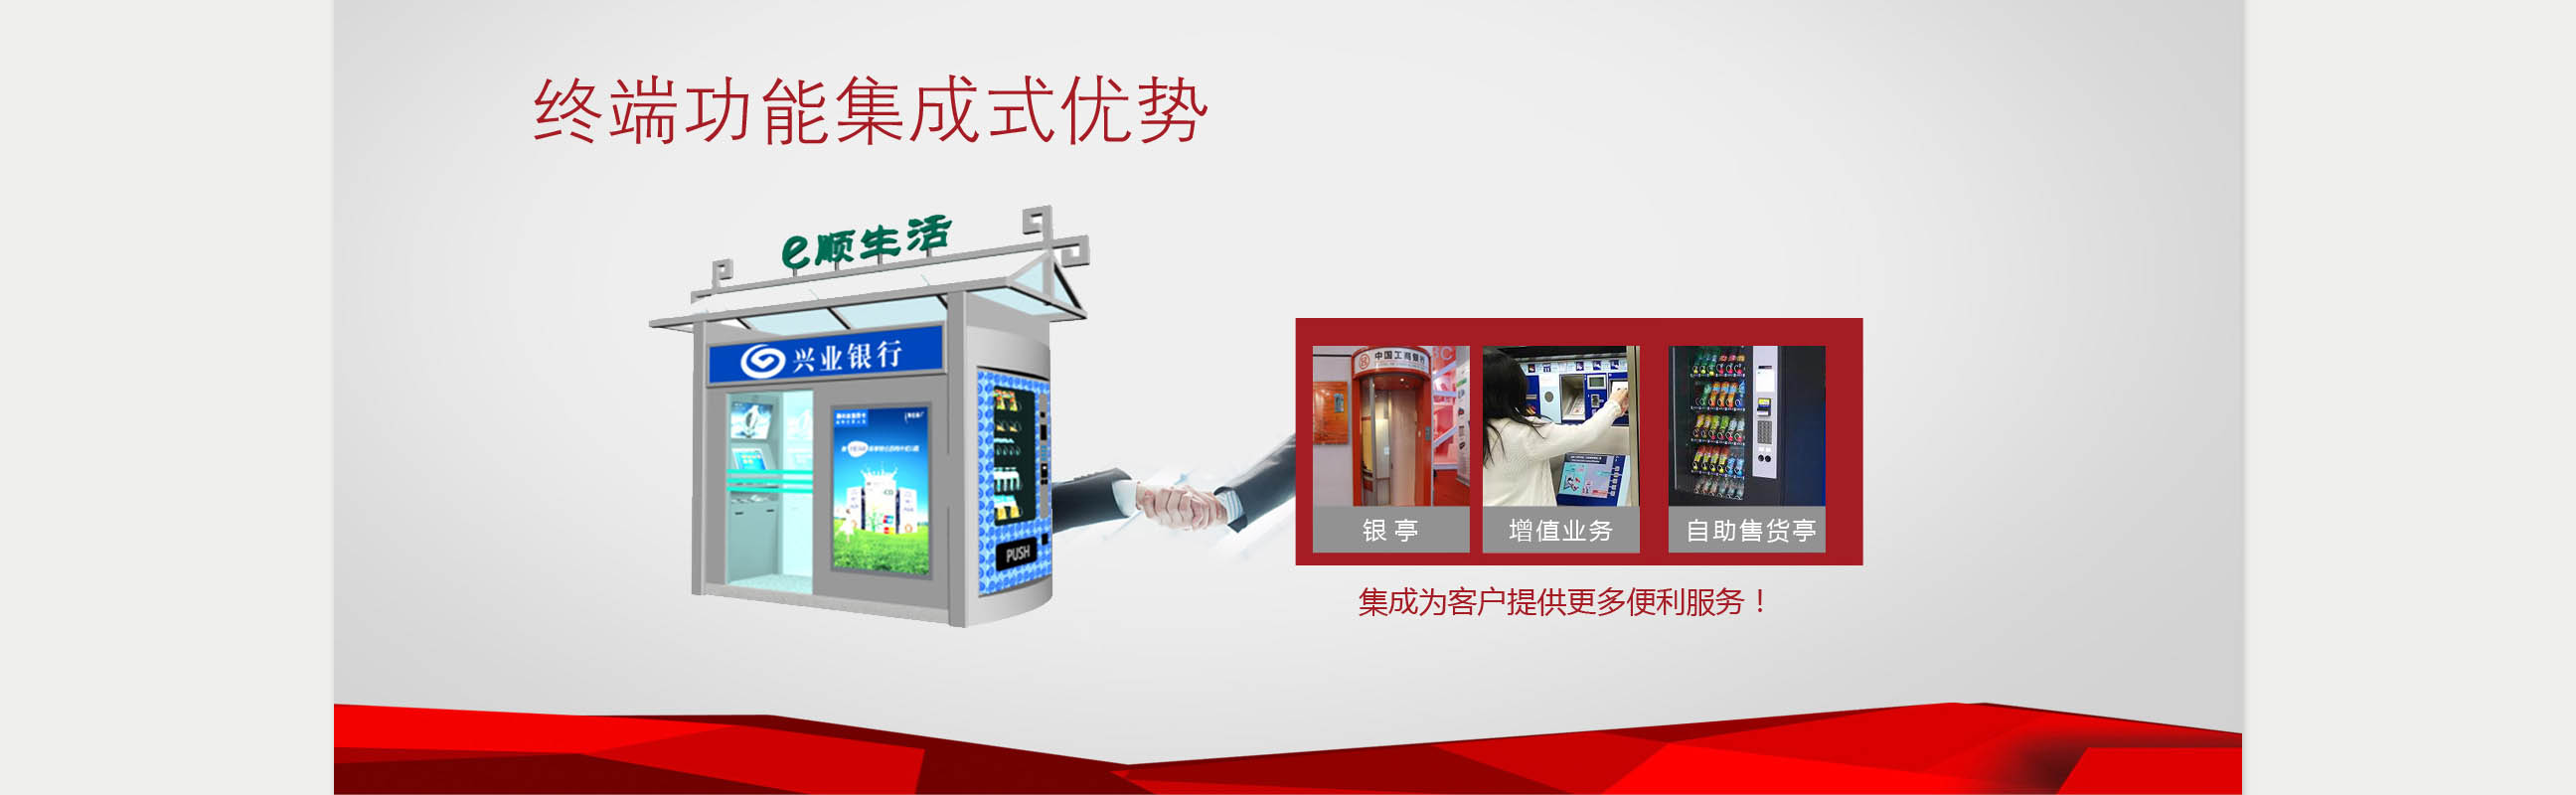 终端功能集成式优势
e顺生活
兴业银行
PUSH
中国工商银行
银亭
增值业务
自助售货亭
集成为客户提供更多便利服务！